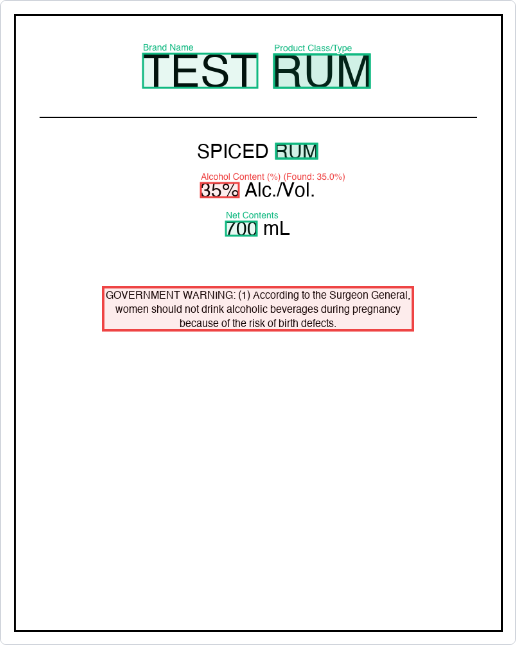 Brand Name Product Class/Type
TEST RUM
SPICED RUM
Alcohol Content (%) (Found: 35.0%)
35% Alc./Vol.
Net Contents
700 mL
GOVERNMENT WARNING: (1) According to the Surgeon General,
women should not drink alcoholic beverages during pregnancy
because of the risk of birth defects.